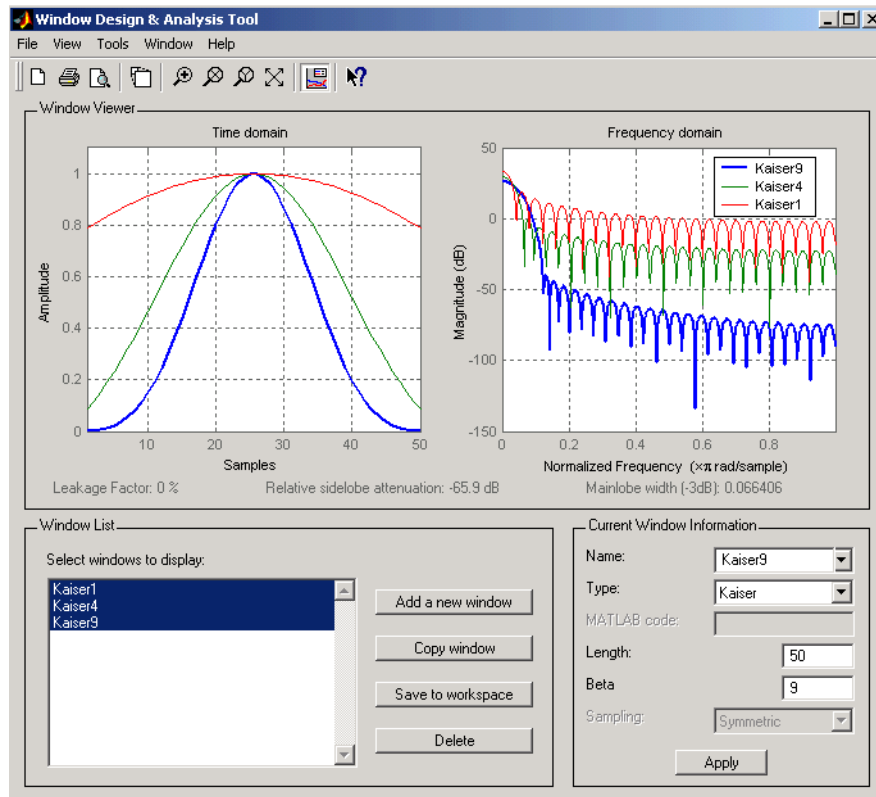 Window Design & Analysis Tool
File View Tools Window Help
Window Viewer
Time domain
Frequency domain
1
0.8
0.6
0.4
0.2
0
Amplitude
10 20 30 40 50
Samples
50
0
-50
-100
-150
Magnitude (dB)
Kaiser9
Kaiser4
Kaiser1
0 0.2 0.4 0.6 0.8
Normalized Frequency (×π rad/sample)
Leakage Factor: 0 %
Relative sidelobe attenuation: -65.9 dB
Mainlobe width (-3dB): 0.066406
Window List
Select windows to display:
Kaiser1
Kaiser4
Kaiser9
Add a new window
Copy window
Save to workspace
Delete
Current Window Information
Name: Kaiser9
Type: Kaiser
MATLAB code:
Length: 50
Beta 9
Sampling: Symmetric
Apply